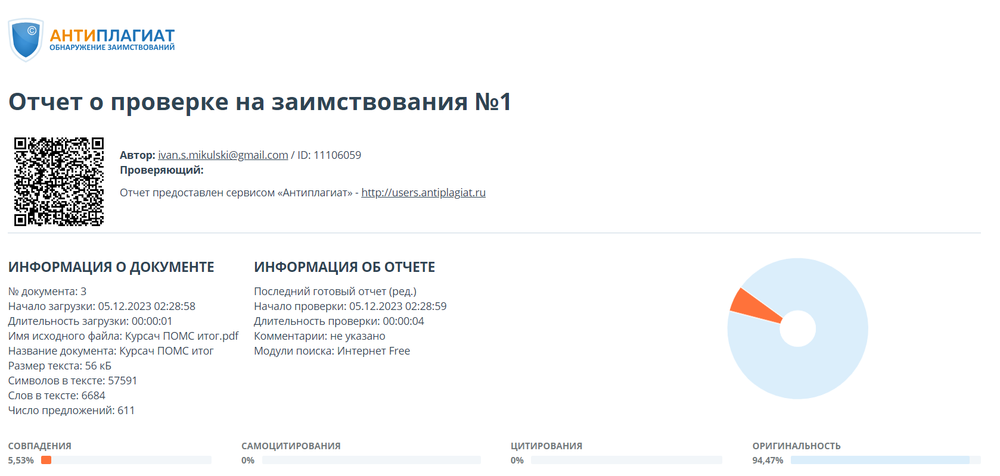 ©
АНТИПЛАГИАТ
ОБНАРУЖЕНИЕ ЗАИМСТВОВАНИЙ
Отчет о проверке на заимствования №1
Автор: ivan.s.mikulski@gmail.com / ID: 11106059
Проверяющий:
Отчет предоставлен сервисом «Антиплагиат» - http://users.antiplagiat.ru
ИНФОРМАЦИЯ О ДОКУМЕНТЕ
№ документа: 3
Начало загрузки: 05.12.2023 02:28:58
Длительность загрузки: 00:00:01
Имя исходного файла: Курсач ПОМС итог.pdf
Название документа: Курсач ПОМС итог
Размер текста: 56 кБ
Символов в тексте: 57591
Слов в тексте: 6684
Число предложений: 611
ИНФОРМАЦИЯ ОБ ОТЧЕТЕ
Последний готовый отчет (ред.)
Начало проверки: 05.12.2023 02:28:59
Длительность проверки: 00:00:04
Комментарии: не указано
Модули поиска: Интернет Free
СОВПАДЕНИЯ
5,53%
САМОЦИТИРОВАНИЯ
0%
ЦИТИРОВАНИЯ
0%
ОРИГИНАЛЬНОСТЬ
94,47%